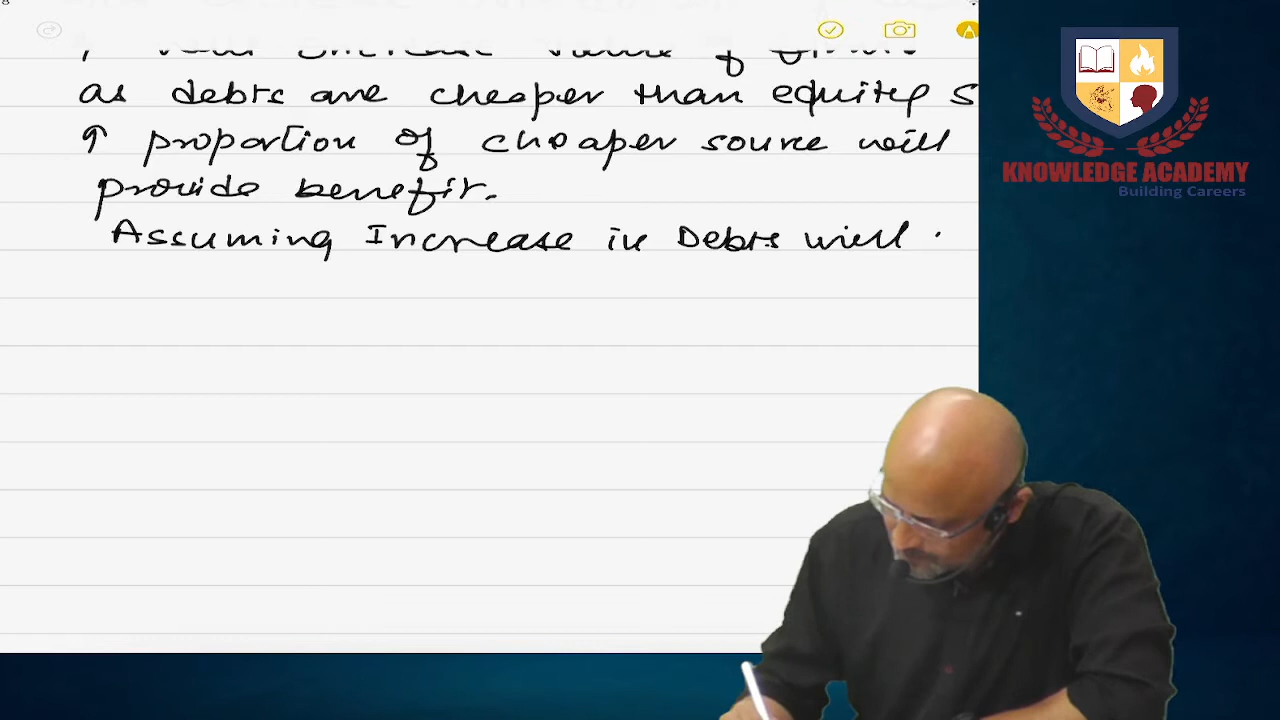 as debts are cheaper than equity S
↑ proportion of cheaper source will
provide benefit.
Assuming Increase in Debts will
KNOWLEDGE ACADEMY
Building Careers